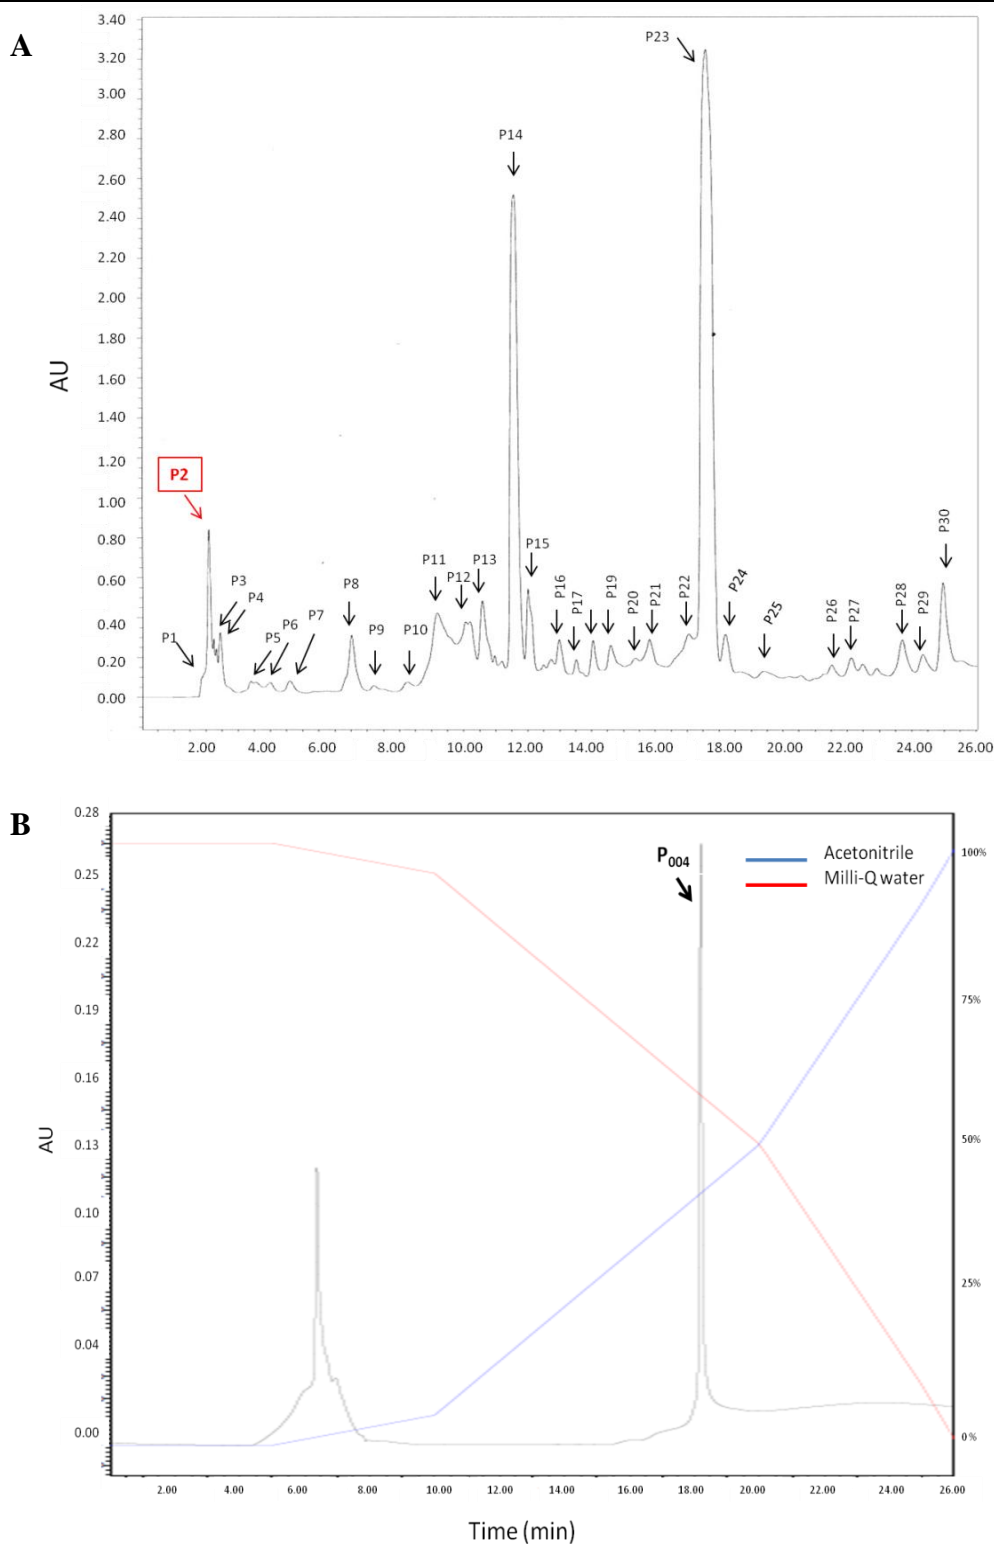 A
3.40
3.20
P23
3.00
2.80
P14
2.60
2.40
2.20
2.00
1.80
AU
1.60
1.40
1.20
P2
1.00
0.80
P30
P15
P11
P13
0.60
P12
P3
P8
P16
P19
P24
P17
P20
P21
P22
P25
P28
P29
P26
P27
P4
0.40
P7
P6
P9
P10
P1
P5
0.20
0.00
2.00 4.00 6.00 8.00 10.00 12.00 14.00 16.00 18.00 20.00 22.00 24.00 26.00
B
0.28
P004
Acetonitrile
100%
0.25
Milli-Q water
0.22
75%
0.19
0.16
AU
0.13
50%
0.10
0.07
25%
0.04
0.00
0%
2.00 4.00 6.00 8.00 10.00 12.00 14.00 16.00 18.00 20.00 22.00 24.00 26.00
Time (min)